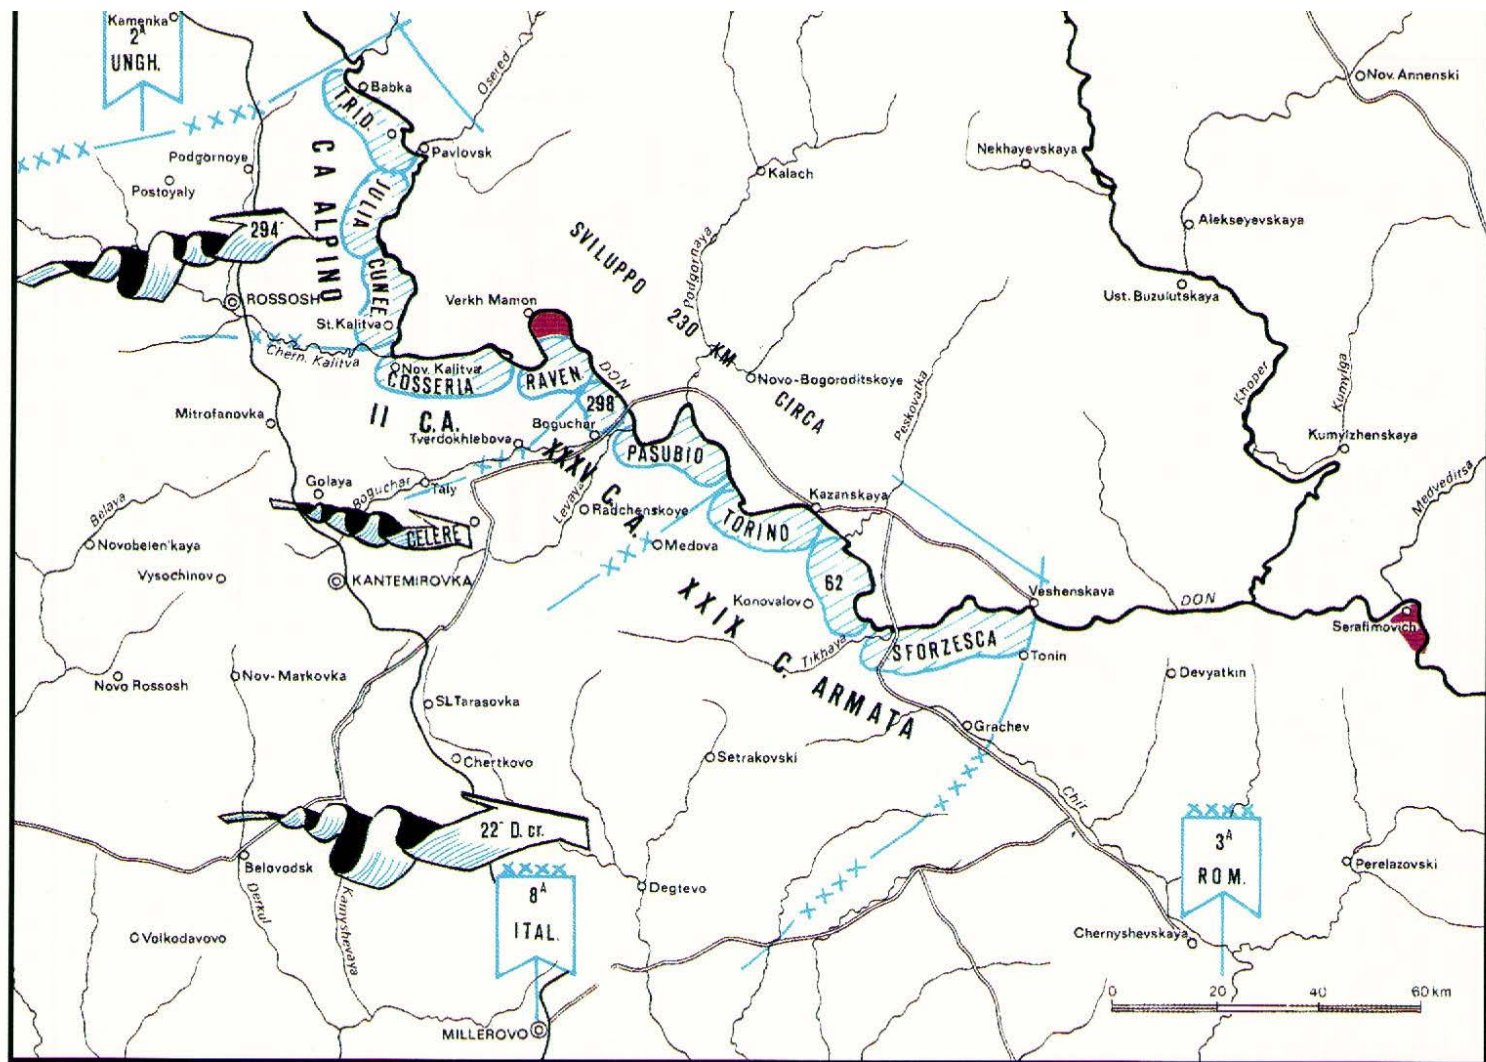 Kamenka
2ᴬ
UNGH.
Babka
Osered'
Nov. Annenski
TRID.
Pavlovsk
Podgornoye
Postoyaly
CA ALPINO
JULIA
Kalach
Nekhayevskaya
Alekseyevskaya
294ˉ
CUNEE
SVILUPPO
230 KM
CIRCA
Podgornaya
ROSSOSH
St. Kalitva
Verkh Mamon
Ust. Buzulutskaya
Chern. Kalitva
Nov. Kalitva
COSSERIA
RAVEN.
DON
Novo-Bogoroditskoye
Peskovatka
Khoper
Kumylga
Mitrofanovka
II C.A.
298
Boguchar
Tverdokhlebova
XXXV C. A.
PASUBIO
Kumylzhenskaya
Golaya
Boguchar
Taly
Levaya
Kazanskaya
Medveditsa
Belaya
Radchenskoye
TORINO
CELERE
Novobelen'kaya
Medova
Vysochinov
KANTEMIROVKA
XXIX C. ARMATA
Konovalov
62
Veshenskaya
DON
Serafimovich
Tikhaya
SFORZESCA
Tonin
Novo Rossosh
Nov-Markovka
Sl. Tarasovka
Devyatkin
Grachev
Chertkovo
Setrakovski
Chir
22ˉ D. cr.
3ᴬ
ROM.
Belovodsk
Derkul
Kamyshevaya
8ᴬ
ITAL.
Degtevo
Perelazovski
Volkodavovo
Chernyshevskaya
0 20 40 60 km
MILLEROVO